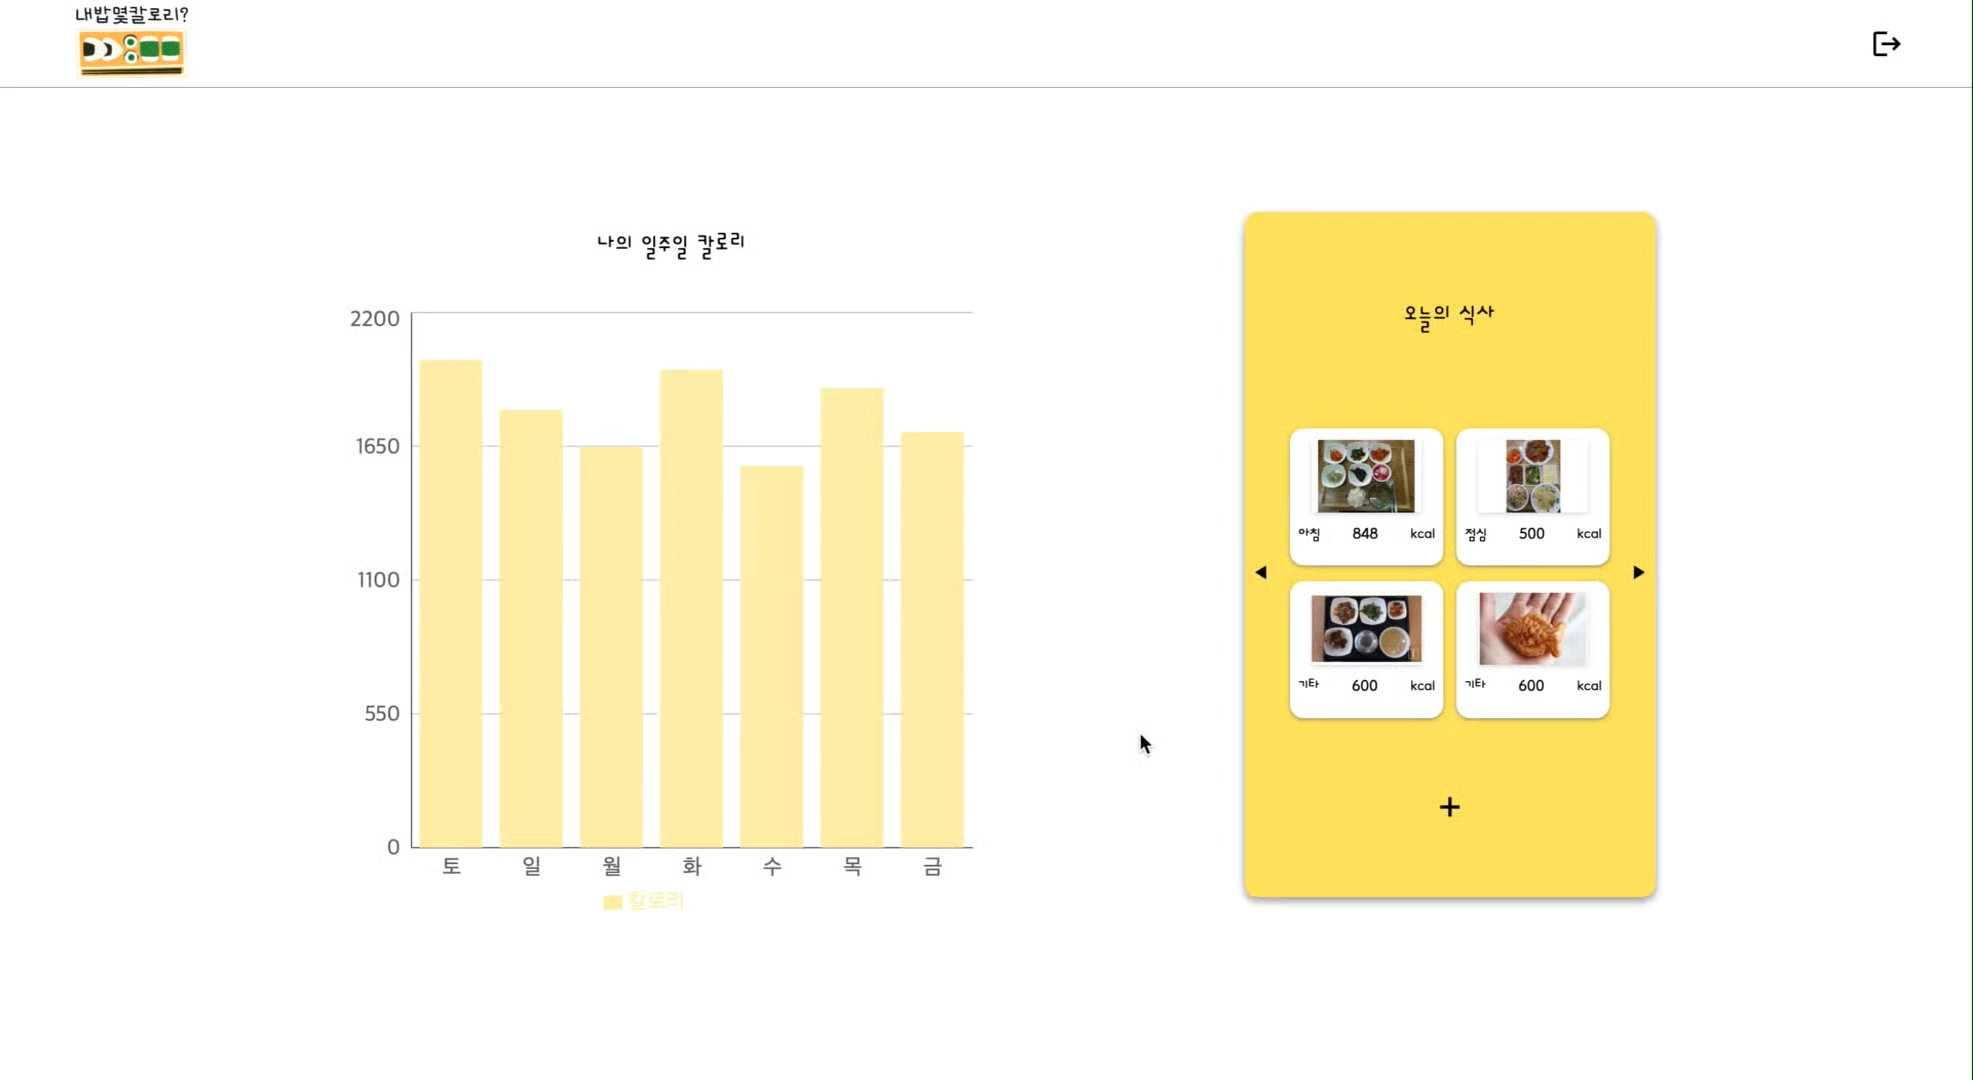 내밥몇칼로리?
나의 일주일 칼로리
2200
1650
1100
550
0
토 일 월 화 수 목 금
칼로리
오늘의 식사
아침 848 kcal
점심 500 kcal
기타 600 kcal
기타 600 kcal
+